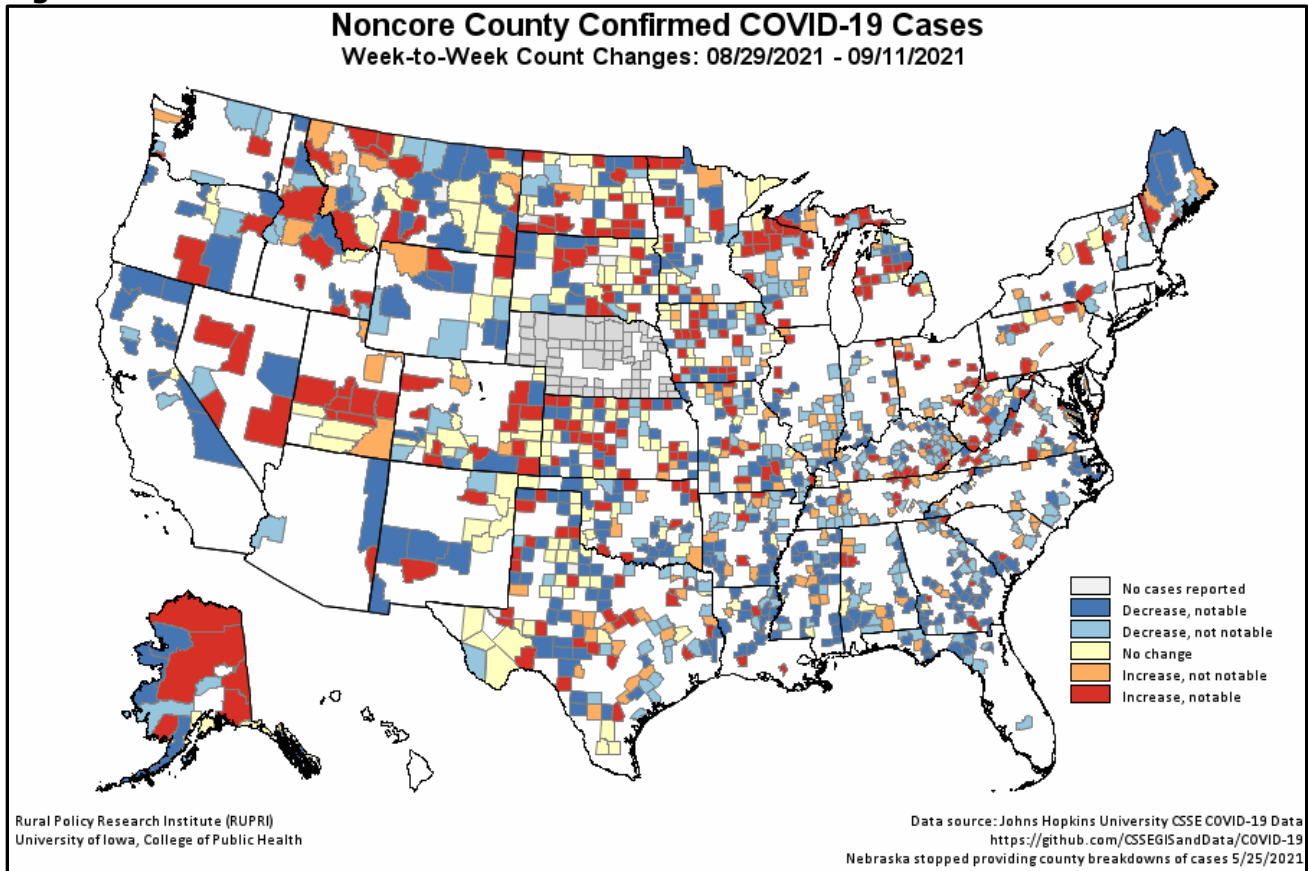 Noncore County Confirmed COVID-19 Cases
Week-to-Week Count Changes: 08/29/2021 - 09/11/2021
No cases reported
Decrease, notable
Decrease, not notable
No change
Increase, not notable
Increase, notable
Rural Policy Research Institute (RUPRI)
University of Iowa, College of Public Health
Data source: Johns Hopkins University CSSE COVID-19 Data
https://github.com/CSSEGISandData/COVID-19
Nebraska stopped providing county breakdowns of cases 5/25/2021